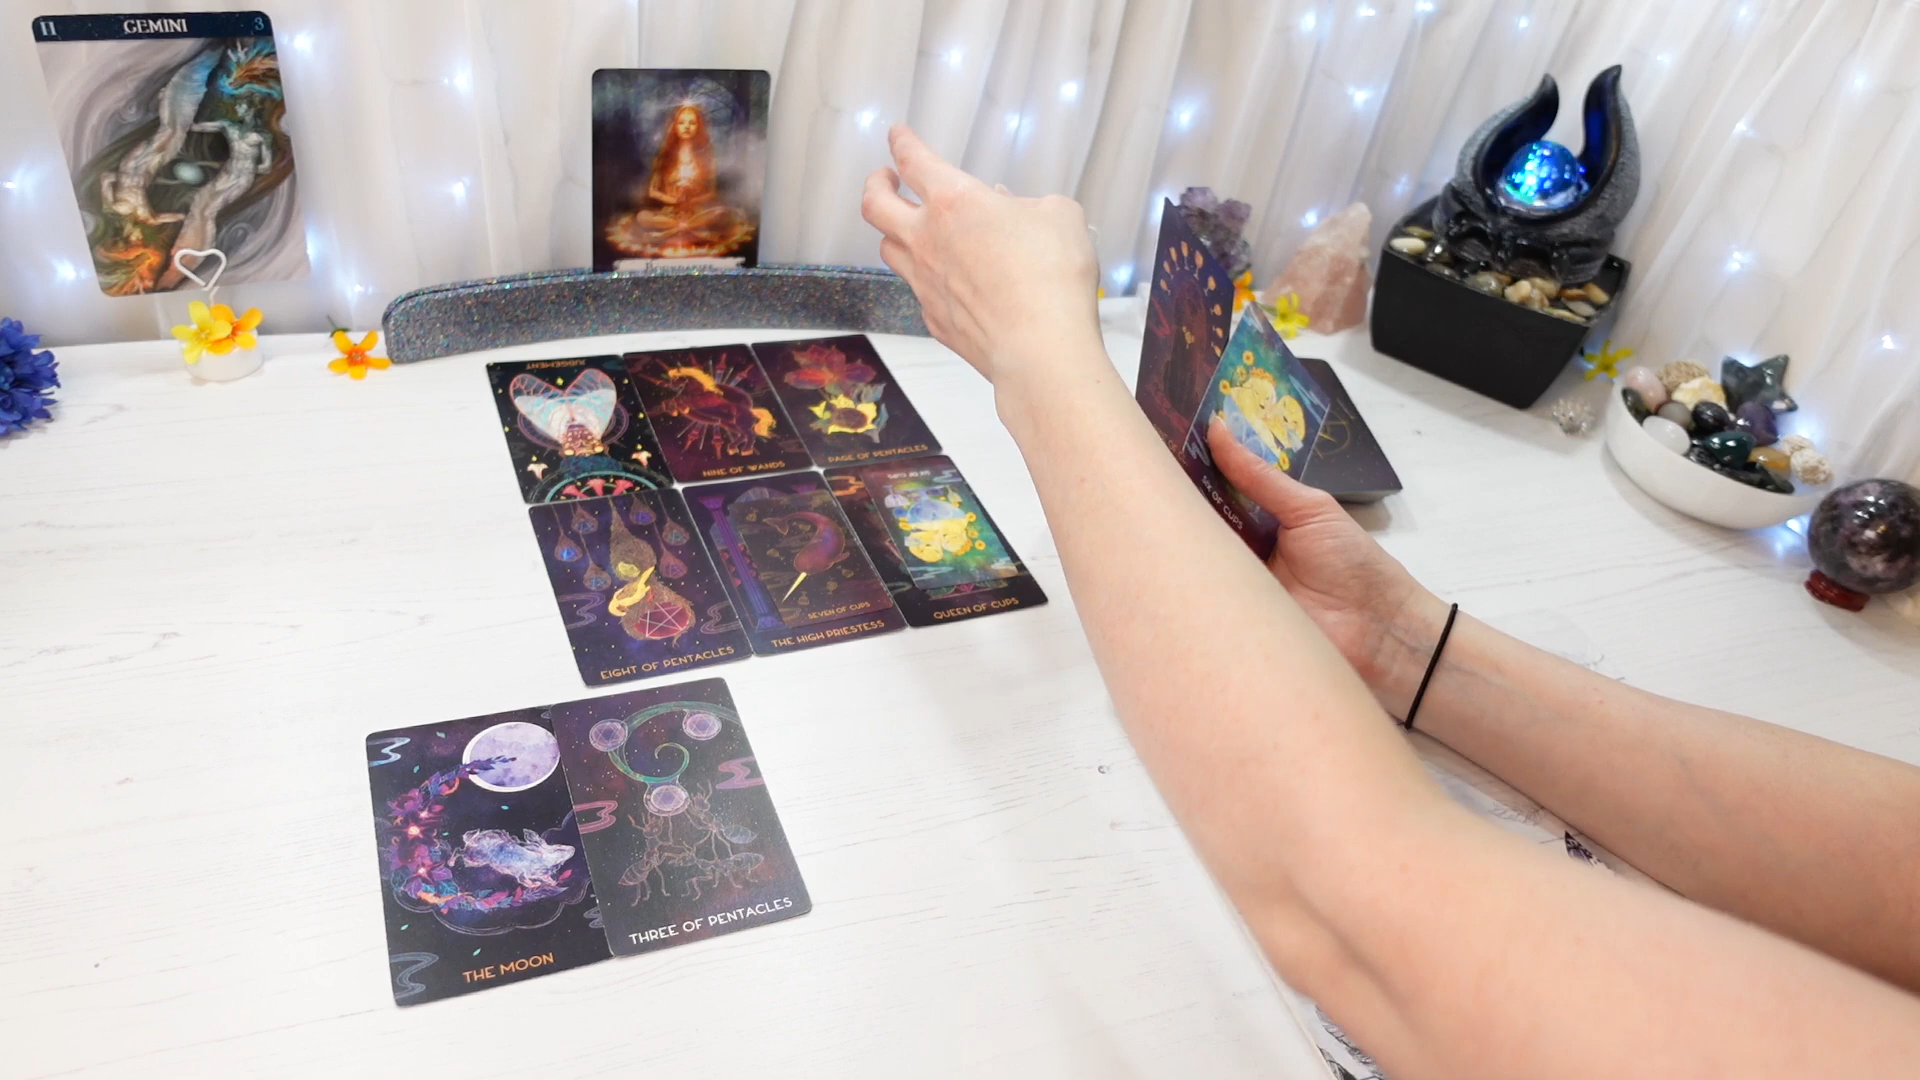 II GEMINI 3
JUDGEMENT
NINE OF WANDS
PAGE OF PENTACLES
EIGHT OF PENTACLES
SEVEN OF CUPS
THE HIGH PRIESTESS
QUEEN OF CUPS
SIX OF CUPS
THE MOON
THREE OF PENTACLES